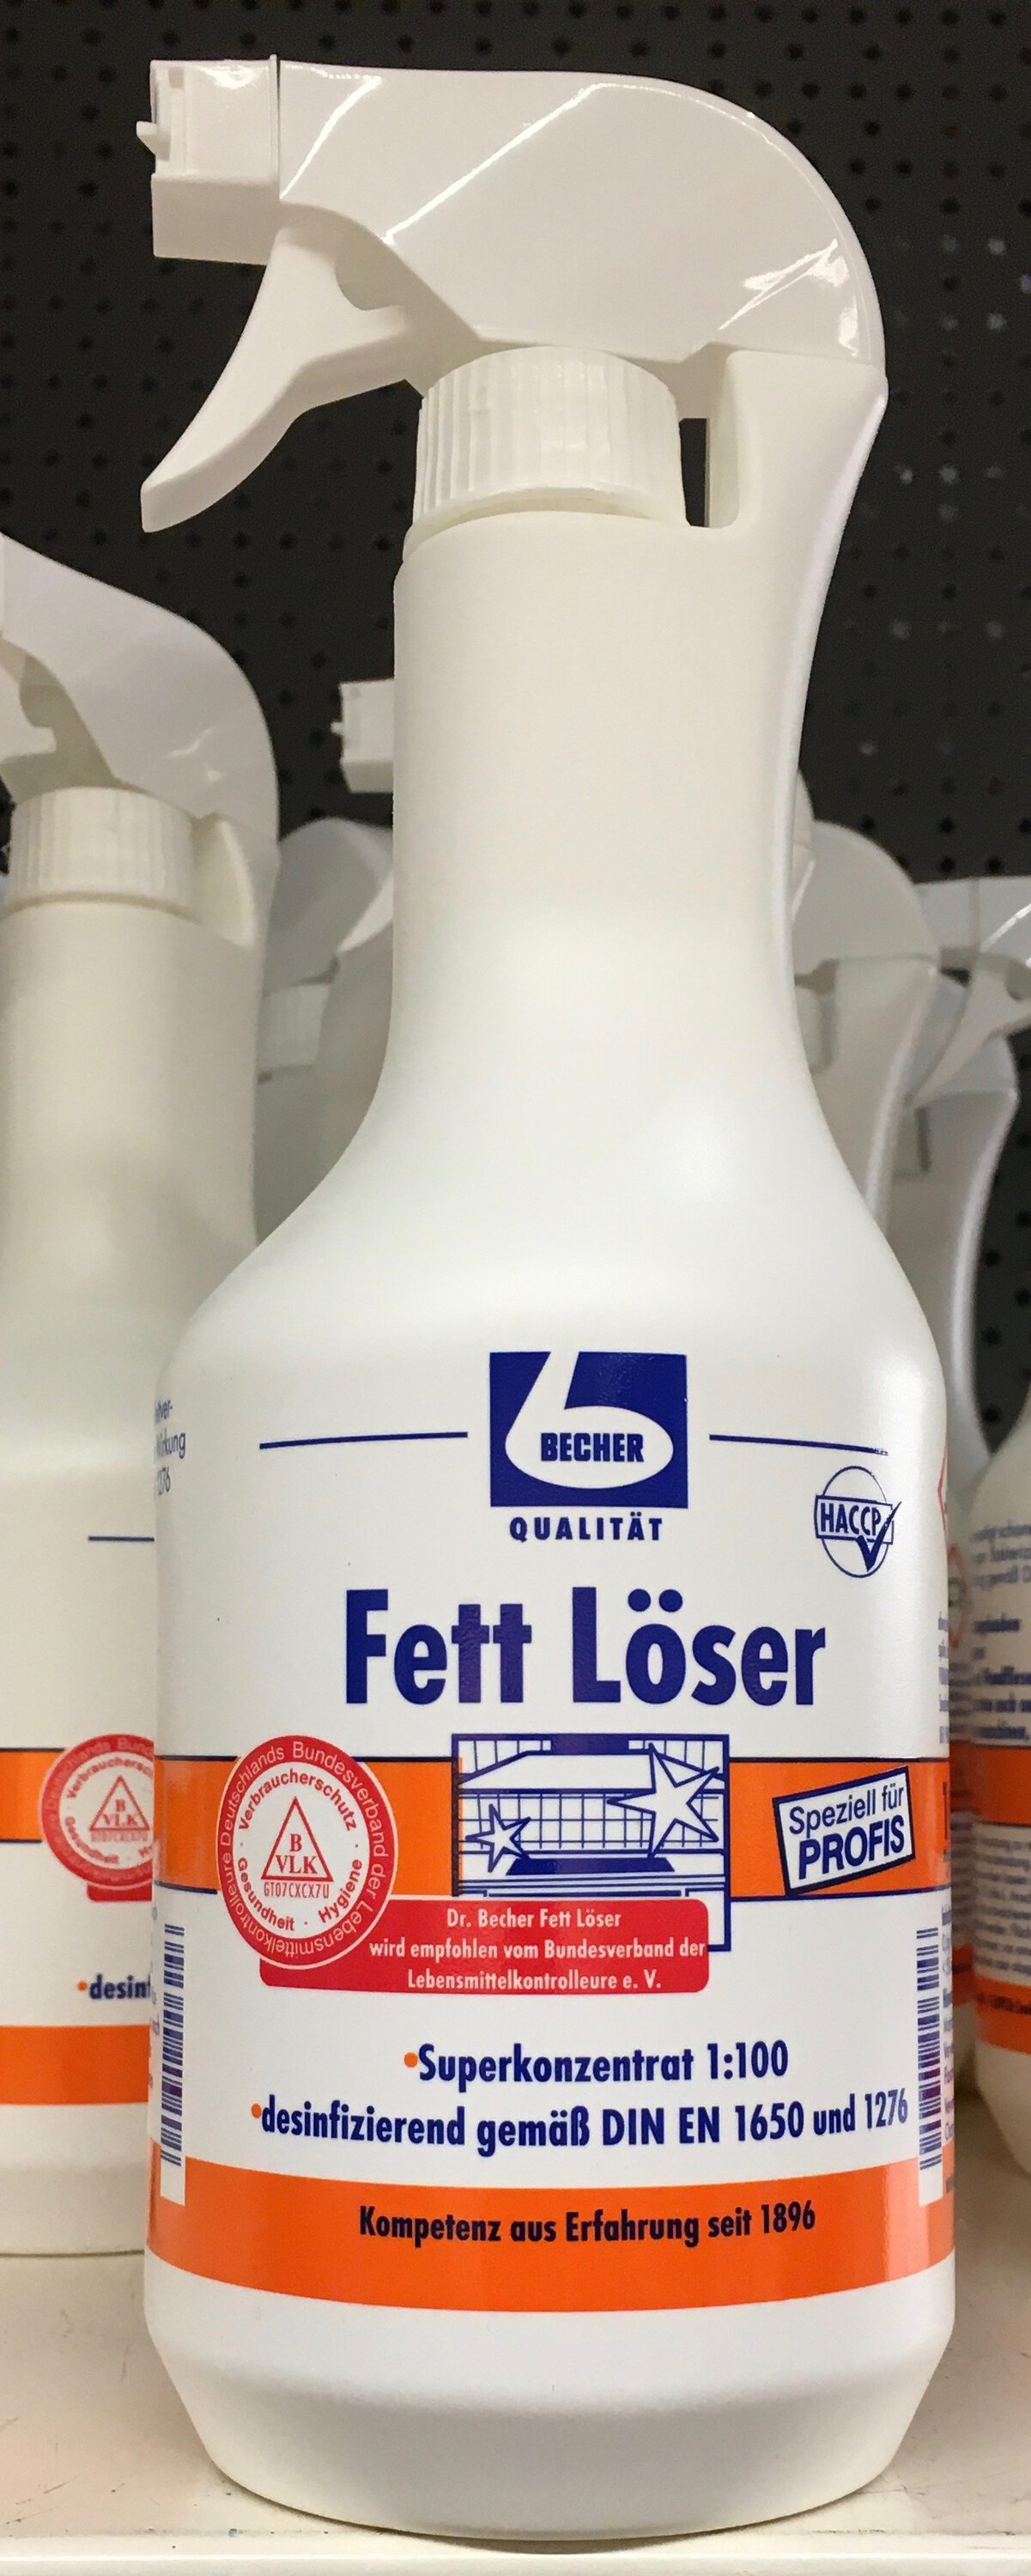 BECHER
QUALITÄT
HACCP
Fett Löser
Deutschlands Bundesverband der Lebensmittelkontrolleure
Verbraucherschutz
B
VLK
GT07CXCX7U
Gesundheit · Hygiene
Speziell für
PROFIS
Dr. Becher Fett Löser
wird empfohlen vom Bundesverband der
Lebensmittelkontrolleure e. V.
•Superkonzentrat 1:100
•desinfizierend gemäß DIN EN 1650 und 1276
Kompetenz aus Erfahrung seit 1896
B
VLK